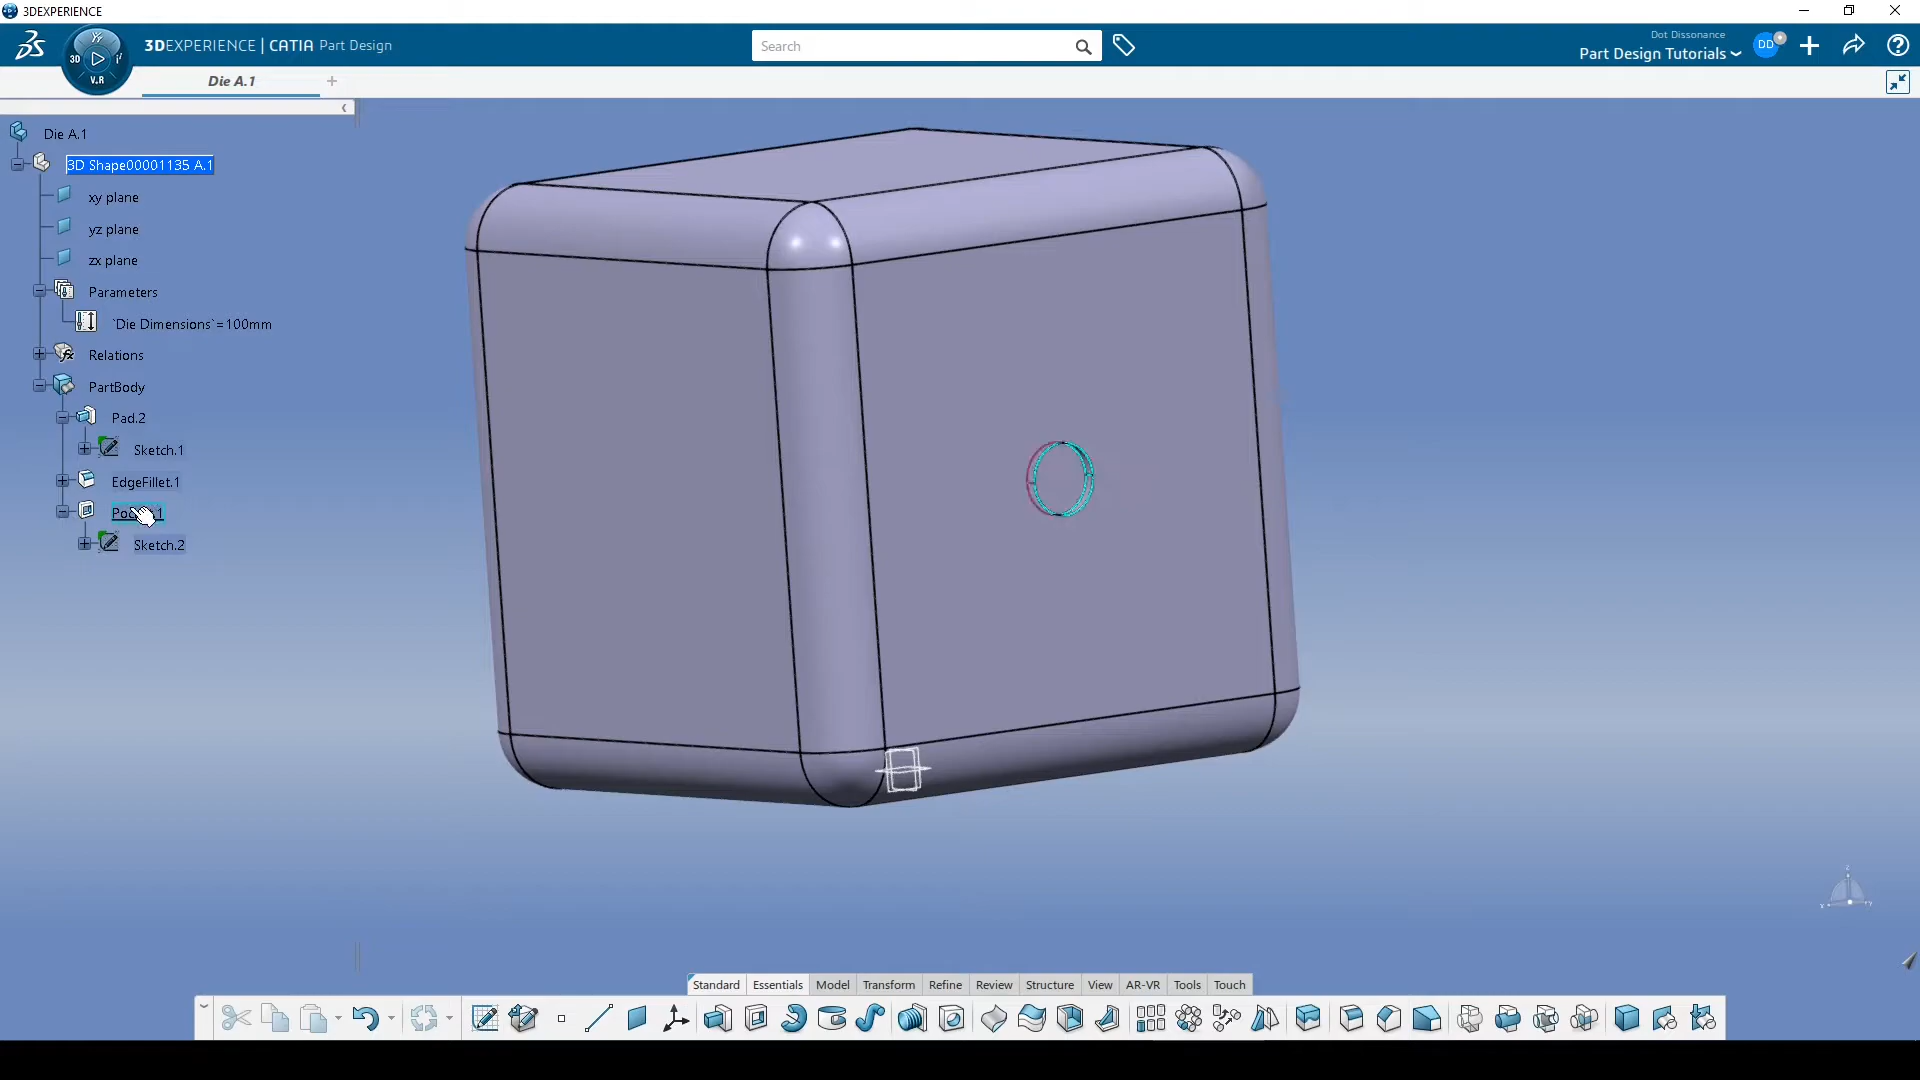 3DEXPERIENCE
3DEXPERIENCE | CATIA Part Design
3D
V.R
Search
Dot Dissonance
Part Design Tutorials
DD
Die A.1
Die A.1
3D Shape00001135 A.1
xy plane
yz plane
zx plane
Parameters
`Die Dimensions`=100mm
Relations
PartBody
Pad.2
Sketch.1
EdgeFillet.1
Sketch.2
Standard
Essentials
Model
Transform
Refine
Review
Structure
View
AR-VR
Tools
Touch